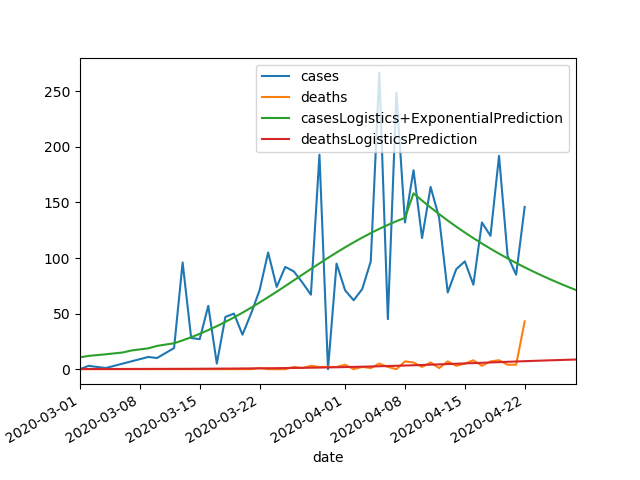 cases
deaths
casesLogistics+ExponentialPrediction
deathsLogisticsPrediction
250
200
150
100
50
0
2020-03-01
2020-03-08
2020-03-15
2020-03-22
2020-04-01
2020-04-08
2020-04-15
2020-04-22
date